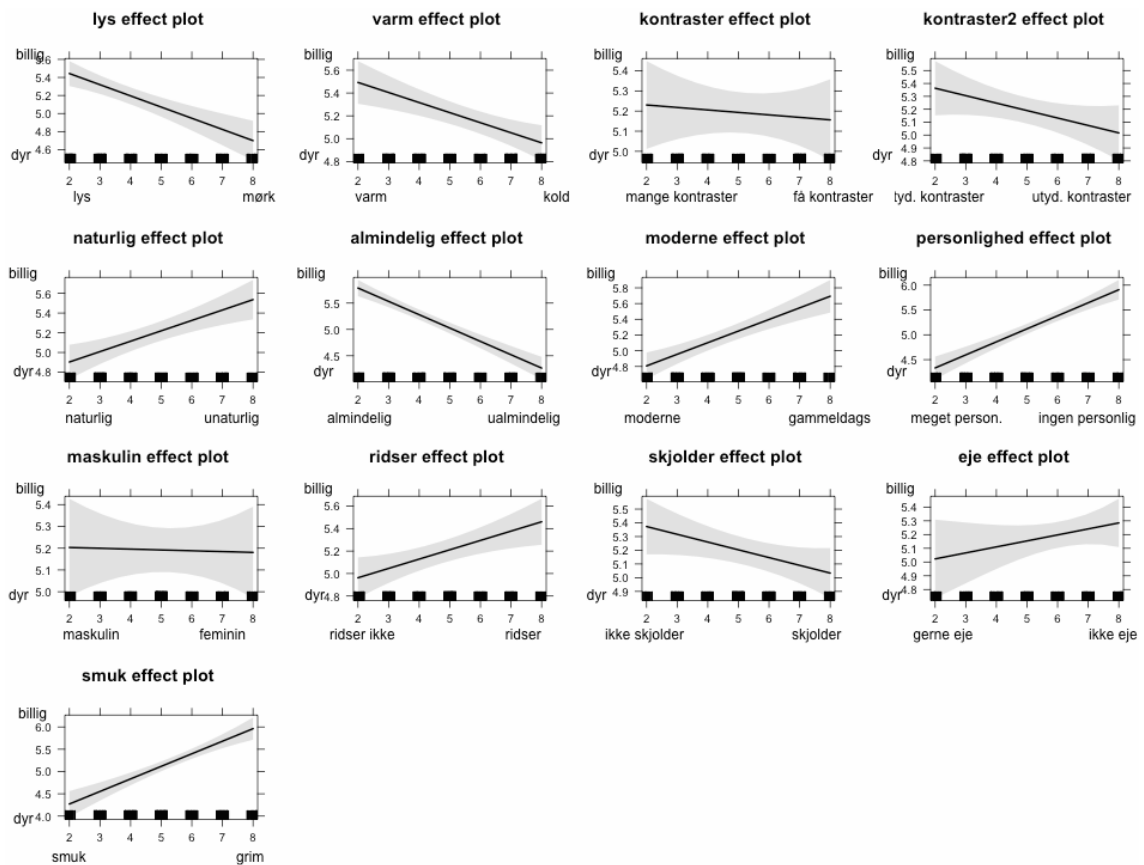 lys effect plot
varm effect plot
kontraster effect plot
kontraster2 effect plot
billig
5.6
5.4
5.2
5.0
4.8
4.6
dyr
2 3 4 5 6 7 8
lys mørk
billig
5.6
5.4
5.2
5.0
4.8
dyr
2 3 4 5 6 7 8
varm kold
billig
5.4
5.3
5.2
5.1
5.0
dyr
2 3 4 5 6 7 8
mange kontraster få kontraster
billig
5.5
5.4
5.3
5.2
5.1
5.0
4.9
4.8
dyr
2 3 4 5 6 7 8
tyd. kontraster utyd. kontraster
naturlig effect plot
almindelig effect plot
moderne effect plot
personlighed effect plot
billig
5.6
5.4
5.2
5.0
4.8
dyr
2 3 4 5 6 7 8
naturlig unaturlig
billig
5.5
5.0
4.5
dyr
2 3 4 5 6 7 8
almindelig ualmindelig
billig
5.8
5.6
5.4
5.2
5.0
4.8
dyr
2 3 4 5 6 7 8
moderne gammeldags
billig
6.0
5.5
5.0
4.5
dyr
2 3 4 5 6 7 8
meget person. ingen personlig
maskulin effect plot
ridser effect plot
skjolder effect plot
eje effect plot
billig
5.4
5.3
5.2
5.1
5.0
dyr
2 3 4 5 6 7 8
maskulin feminin
billig
5.6
5.4
5.2
5.0
4.8
dyr
2 3 4 5 6 7 8
ridser ikke ridser
billig
5.5
5.4
5.3
5.2
5.1
5.0
4.9
dyr
2 3 4 5 6 7 8
ikke skjolder skjolder
billig
5.4
5.3
5.2
5.1
5.0
4.9
4.8
dyr
2 3 4 5 6 7 8
gerne eje ikke eje
smuk effect plot
billig
6.0
5.5
5.0
4.5
4.0
dyr
2 3 4 5 6 7 8
smuk grim